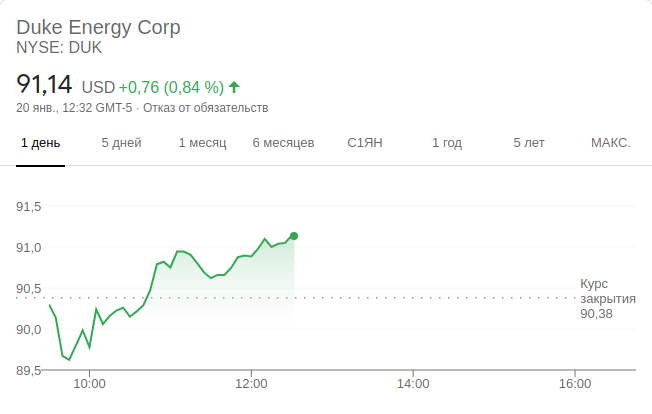 Duke Energy Corp
NYSE: DUK
91,14 USD +0,76 (0,84 %)
20 янв., 12:32 GMT-5 · Отказ от обязательств
1 день 5 дней 1 месяц 6 месяцев С1ЯН 1 год 5 лет МАКС.
91,5
91,0
90,5
90,0
89,5
Курс
закрытия
90,38
10:00 12:00 14:00 16:00